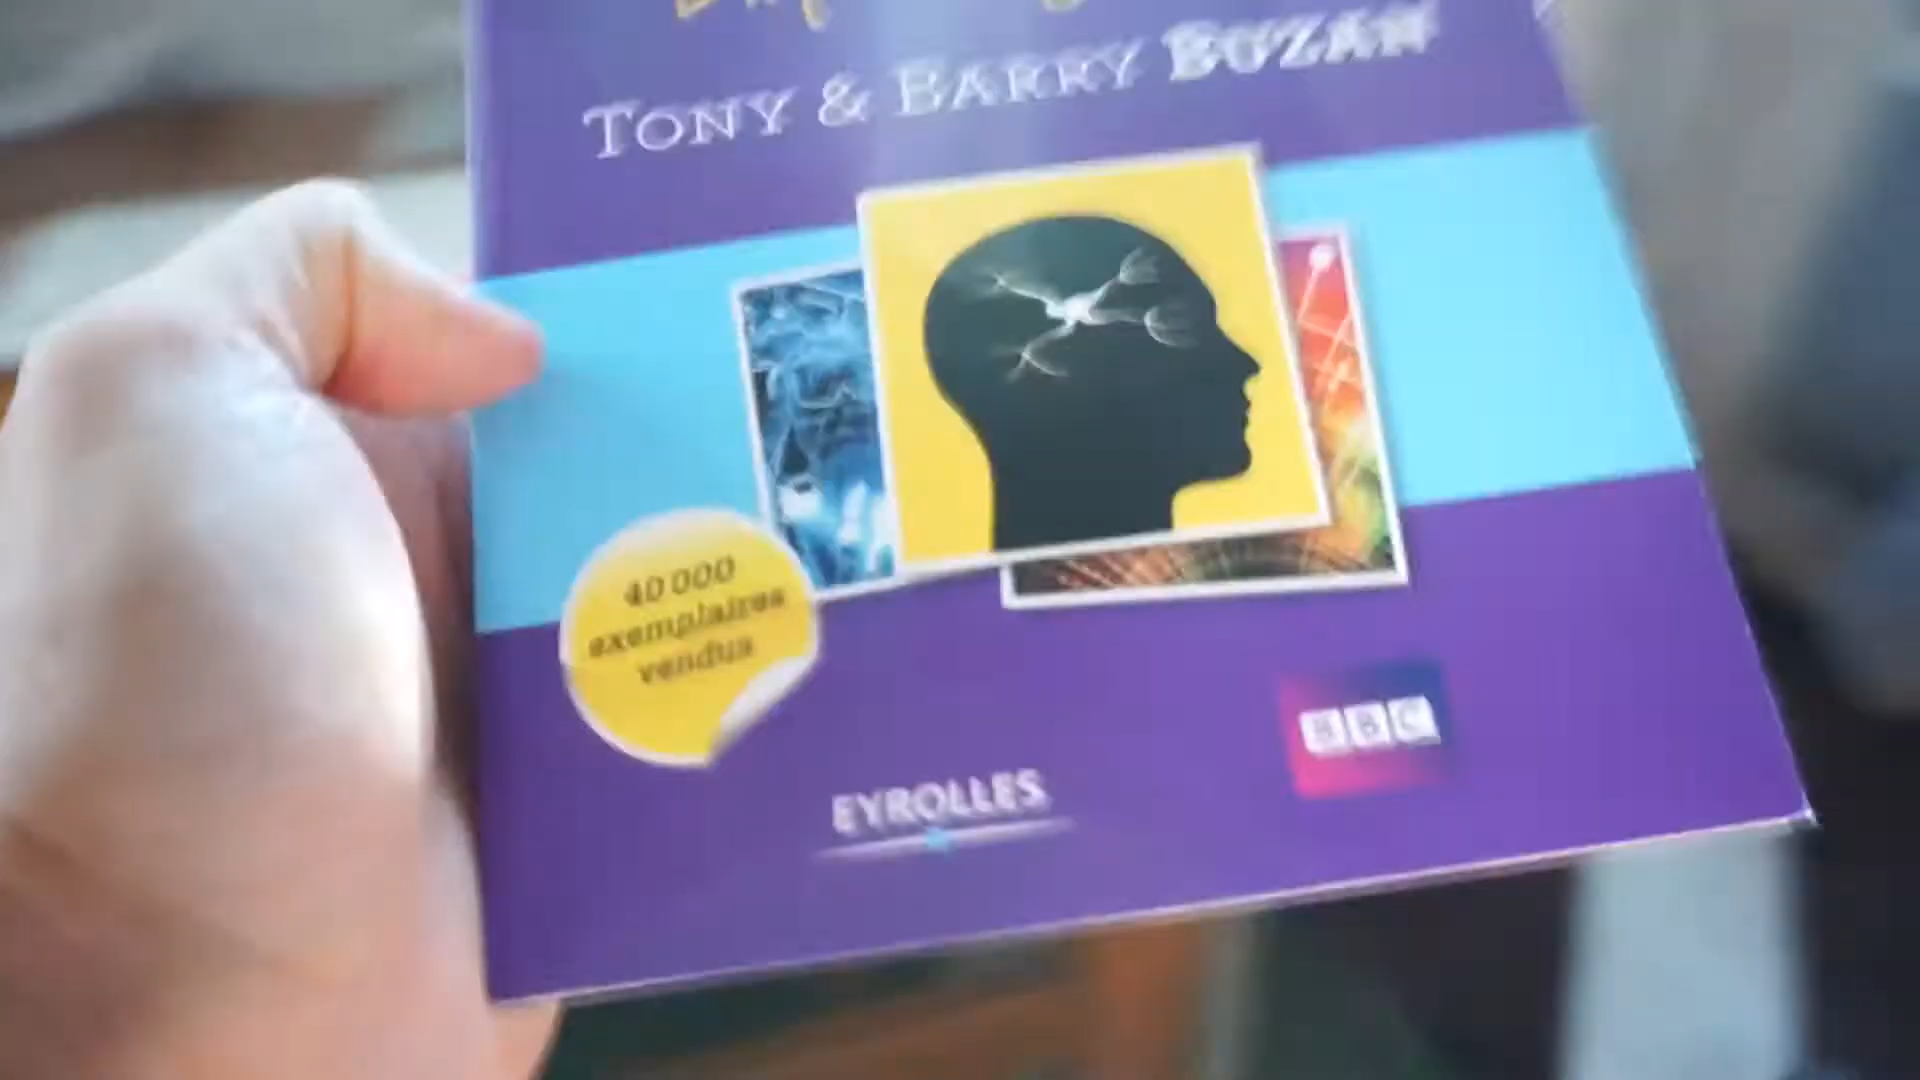 TONY & BARRY BUZAN
40 000
exemplaires
vendus
EYROLLES
BBC